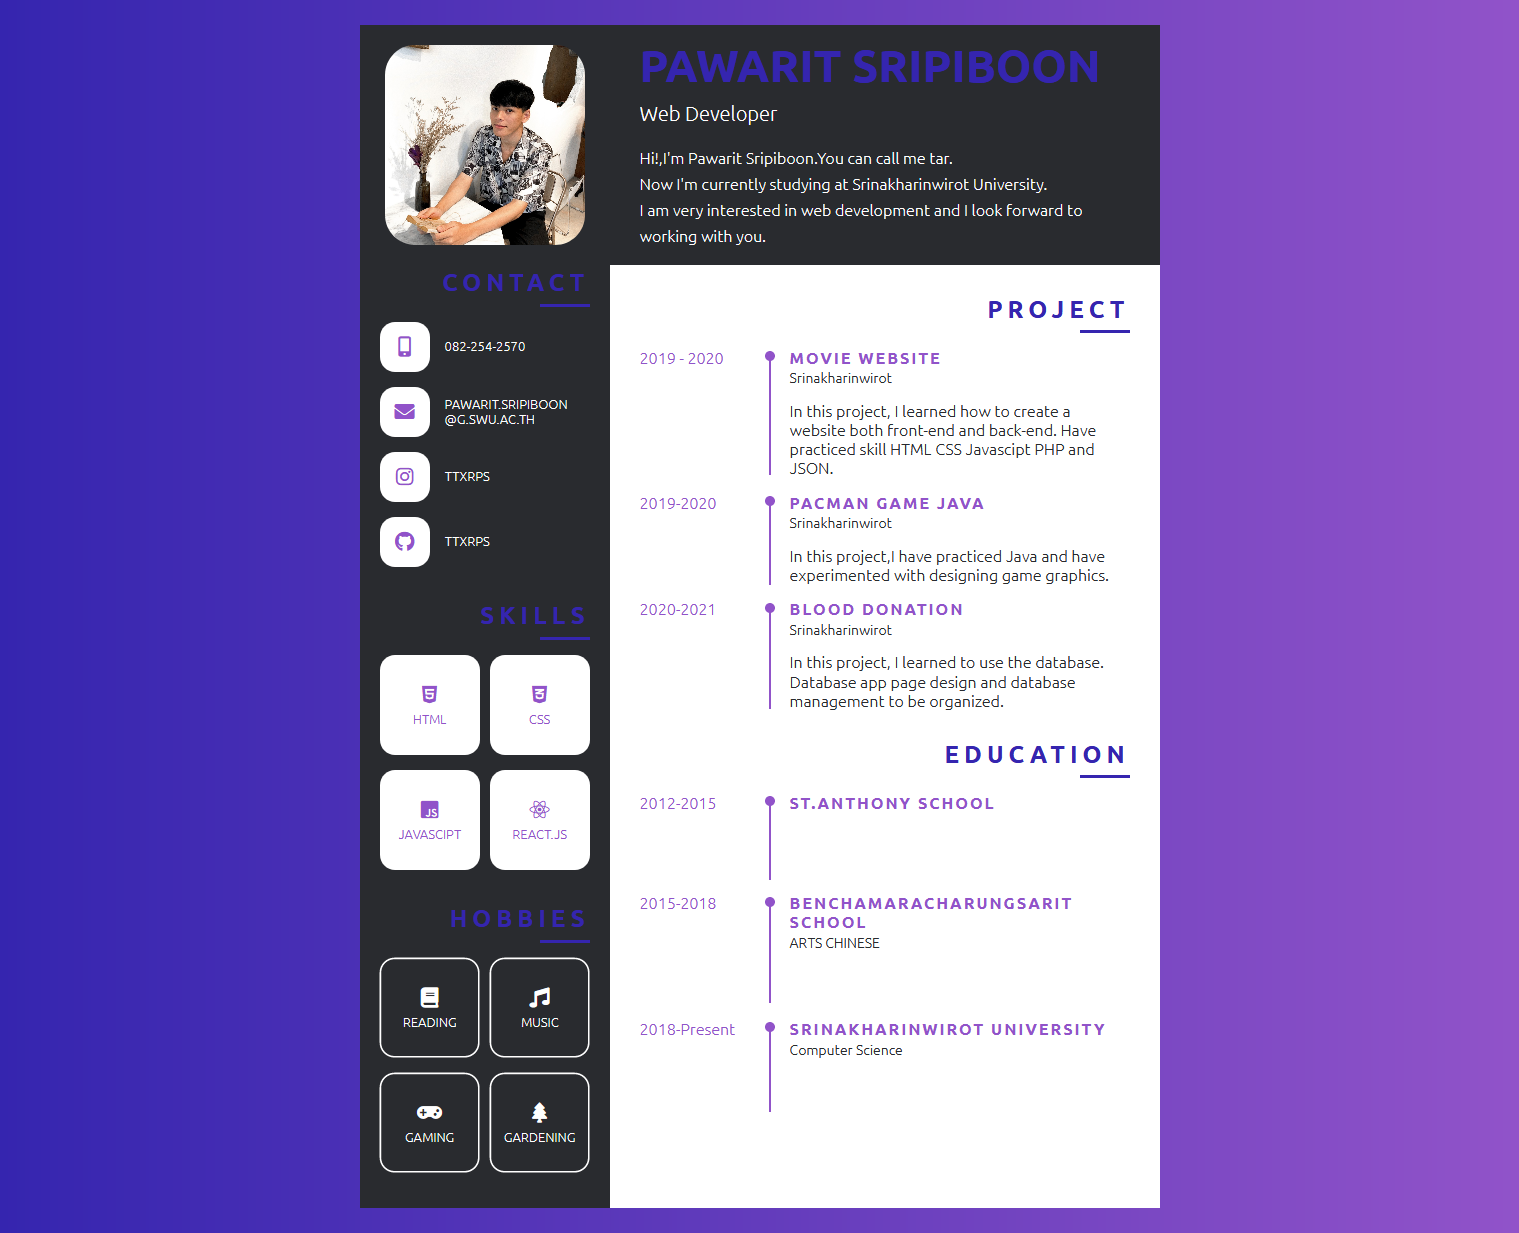 PAWARIT SRIPIBOON
Web Developer
Hi!,I'm Pawarit Sripiboon.You can call me tar.
Now I'm currently studying at Srinakharinwirot University.
I am very interested in web development and I look forward to
working with you.
CONTACT
082-254-2570
PAWARIT.SRIPIBOON
@G.SWU.AC.TH
TTXRPS
TTXRPS
SKILLS
HTML
CSS
JAVASCIPT
REACT.JS
HOBBIES
READING
MUSIC
GAMING
GARDENING
PROJECT
2019 - 2020
MOVIE WEBSITE
Srinakharinwirot
In this project, I learned how to create a
website both front-end and back-end. Have
practiced skill HTML CSS Javascipt PHP and
JSON.
2019-2020
PACMAN GAME JAVA
Srinakharinwirot
In this project,I have practiced Java and have
experimented with designing game graphics.
2020-2021
BLOOD DONATION
Srinakharinwirot
In this project, I learned to use the database.
Database app page design and database
management to be organized.
EDUCATION
2012-2015
ST.ANTHONY SCHOOL
2015-2018
BENCHAMARACHARUNGSARIT
SCHOOL
ARTS CHINESE
2018-Present
SRINAKHARINWIROT UNIVERSITY
Computer Science